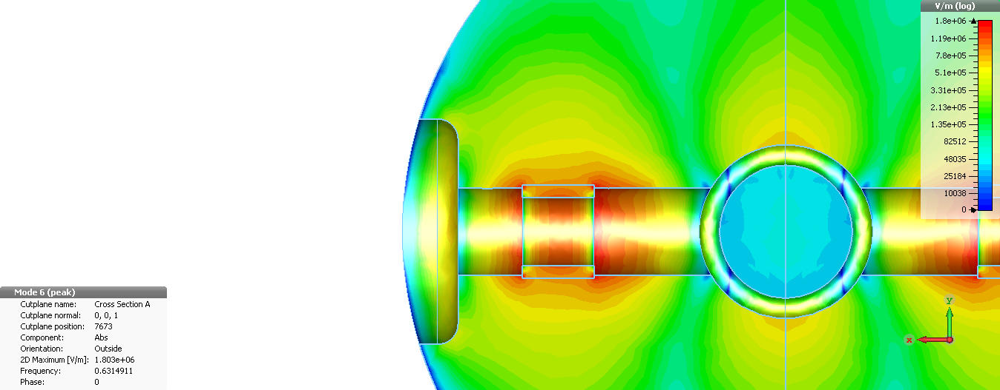 V/m (log)
1.8e+06
1.19e+06
7.8e+05
5.1e+05
3.31e+05
2.13e+05
1.35e+05
82512
48035
25184
10038
0
Mode 6 (peak)
Cutplane name: Cross Section A
Cutplane normal: 0, 0, 1
Cutplane position: 7673
Component: Abs
Orientation: Outside
2D Maximum [V/m]: 1.803e+06
Frequency: 0.6314911
Phase: 0
Y
x